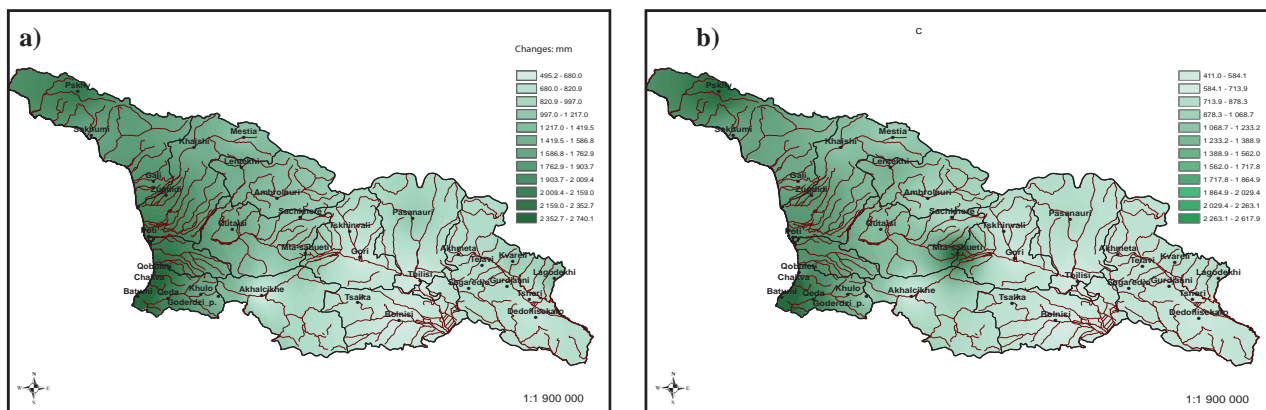 a)
Changes: mm
495.2 - 680.0
680.0 - 820.9
820.9 - 997.0
997.0 - 1 217.0
1 217.0 - 1 419.5
1 419.5 - 1 586.8
1 586.8 - 1 762.9
1 762.9 - 1 903.7
1 903.7 - 2 009.4
2 009.4 - 2 159.0
2 159.0 - 2 352.7
2 352.7 - 2 740.1
Pskhu
Sokhumi
Khaishi
Mestia
Lentekhi
Gali
Zugdidi
Ambrolauri
Sachkhere
Pasanauri
Poti
Qutaisi
Tskhinvali
Mta-sabueti
Gori
Akhmeta
Telavi
Kvareli
Qobuleti
Chakva
Tbilisi
Lagodekhi
Batumi
Qeda
Khulo
Goderdzi p.
Akhalcikhe
Tsalka
Sagarejo
Gurdjaani
Tsnori
Bolnisi
Dedoflistskaro
N
W
E
S
1:1 900 000
b)
C
411.0 - 584.1
584.1 - 713.9
713.9 - 878.3
878.3 - 1 068.7
1 068.7 - 1 233.2
1 233.2 - 1 388.9
1 388.9 - 1 562.0
1 562.0 - 1 717.8
1 717.8 - 1 864.9
1 864.9 - 2 029.4
2 029.4 - 2 263.1
2 263.1 - 2 617.9
Pskhu
Sokhumi
Khaishi
Mestia
Lentekhi
Gali
Zugdidi
Ambrolauri
Sachkhere
Pasanauri
Poti
Qutaisi
Tskhinvali
Mta-sabueti
Gori
Akhmeta
Telavi
Kvareli
Qobuleti
Chakva
Tbilisi
Lagodekhi
Batumi
Qeda
Khulo
Goderdzi p.
Akhalcikhe
Tsalka
Sagarejo
Gurdjaani
Tsnori
Bolnisi
Dedoflistskaro
N
W
E
S
1:1 900 000